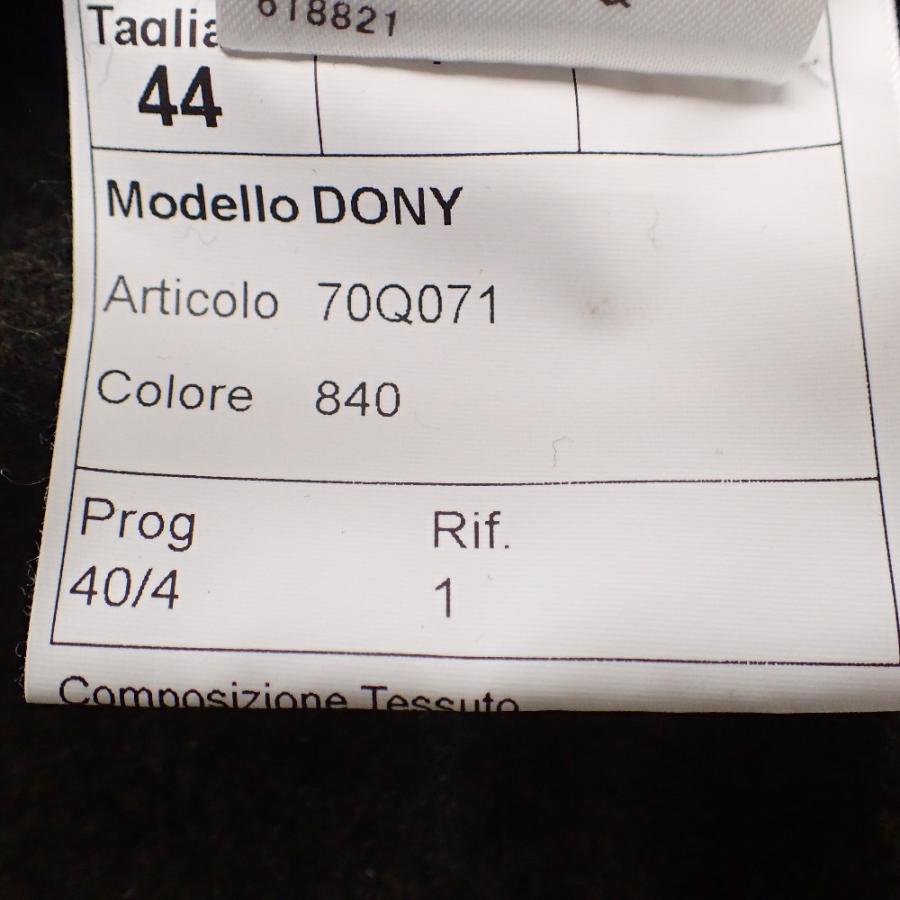 618821
Taglia
44
Modello DONY
Articolo 70Q071
Colore 840
Prog Rif.
40/4 1
Composizione Tessuto